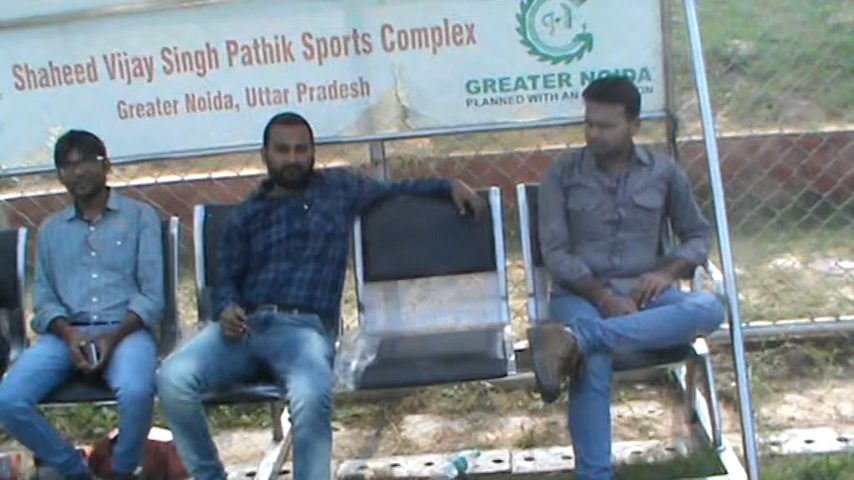 Shaheed Vijay Singh Pathik Sports Complex
Greater Noida, Uttar Pradesh
GREATER NOIDA
PLANNED WITH AN